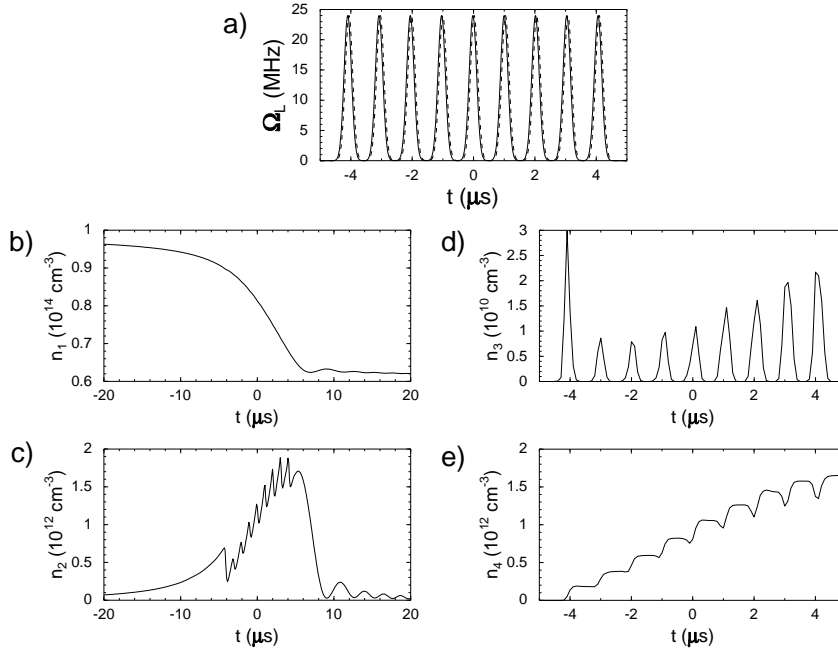 a)
Ω_L (MHz)
25
20
15
10
5
0
-4 -2 0 2 4
t (μs)
b)
n_1 (10^14 cm^-3)
1
0.9
0.8
0.7
0.6
-20 -10 0 10 20
t (μs)
d)
n_3 (10^10 cm^-3)
3
2.5
2
1.5
1
0.5
0
-4 -2 0 2 4
t (μs)
c)
n_2 (10^12 cm^-3)
2
1.5
1
0.5
0
-20 -10 0 10 20
t (μs)
e)
n_4 (10^12 cm^-3)
2
1.5
1
0.5
0
-4 -2 0 2 4
t (μs)